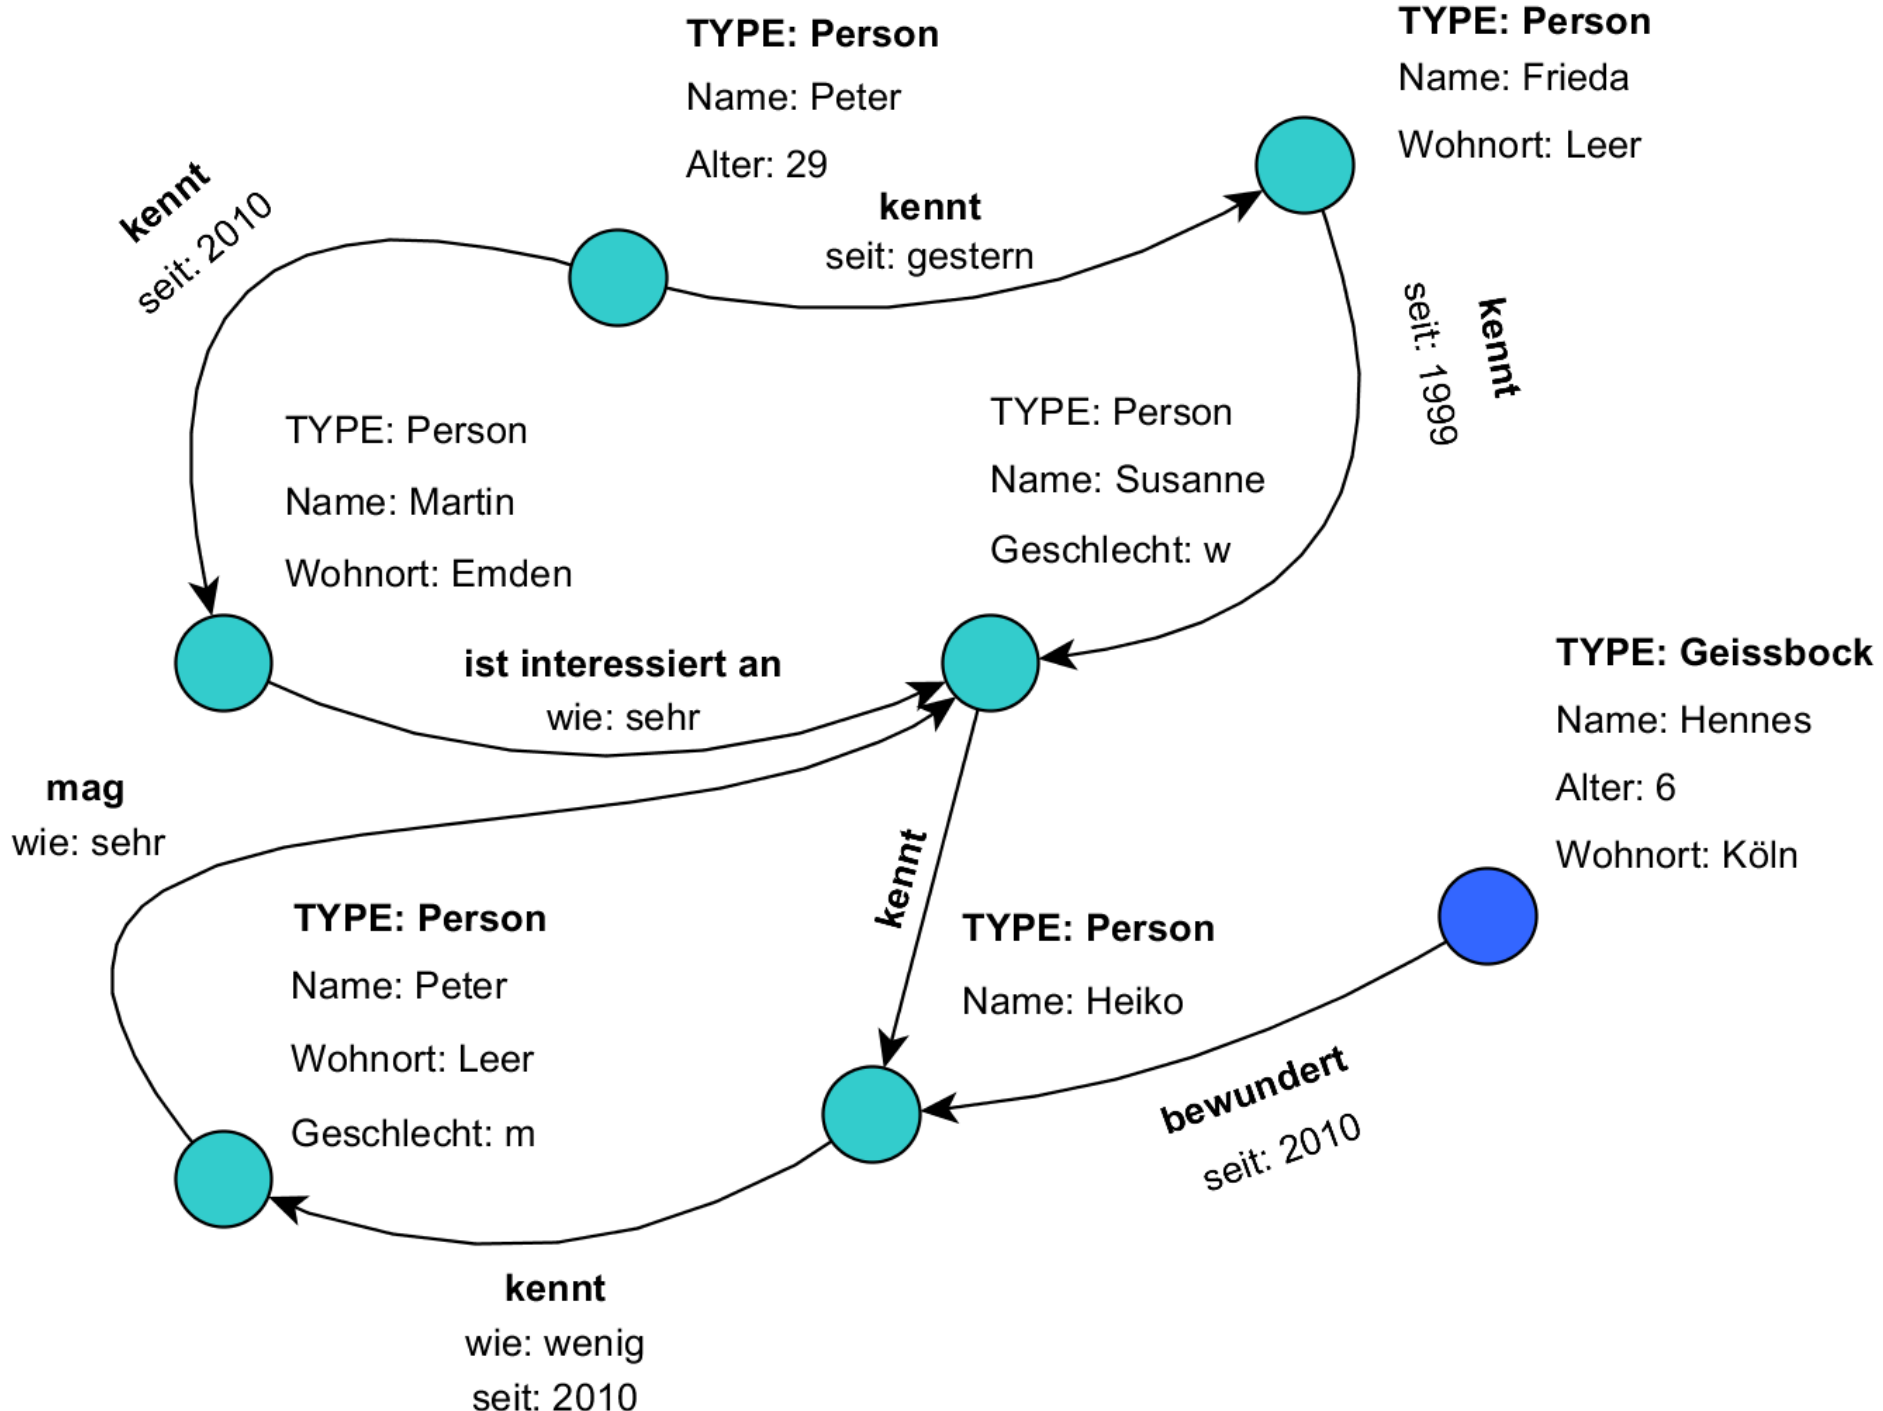 TYPE: Person
Name: Peter
Alter: 29
TYPE: Person
Name: Frieda
Wohnort: Leer
kennt
seit: 2010
kennt
seit: gestern
kennt
seit: 1999
TYPE: Person
Name: Martin
Wohnort: Emden
TYPE: Person
Name: Susanne
Geschlecht: w
ist interessiert an
wie: sehr
TYPE: Geissbock
Name: Hennes
Alter: 6
Wohnort: Köln
mag
wie: sehr
kennt
TYPE: Person
Name: Peter
Wohnort: Leer
Geschlecht: m
TYPE: Person
Name: Heiko
bewundert
seit: 2010
kennt
wie: wenig
seit: 2010